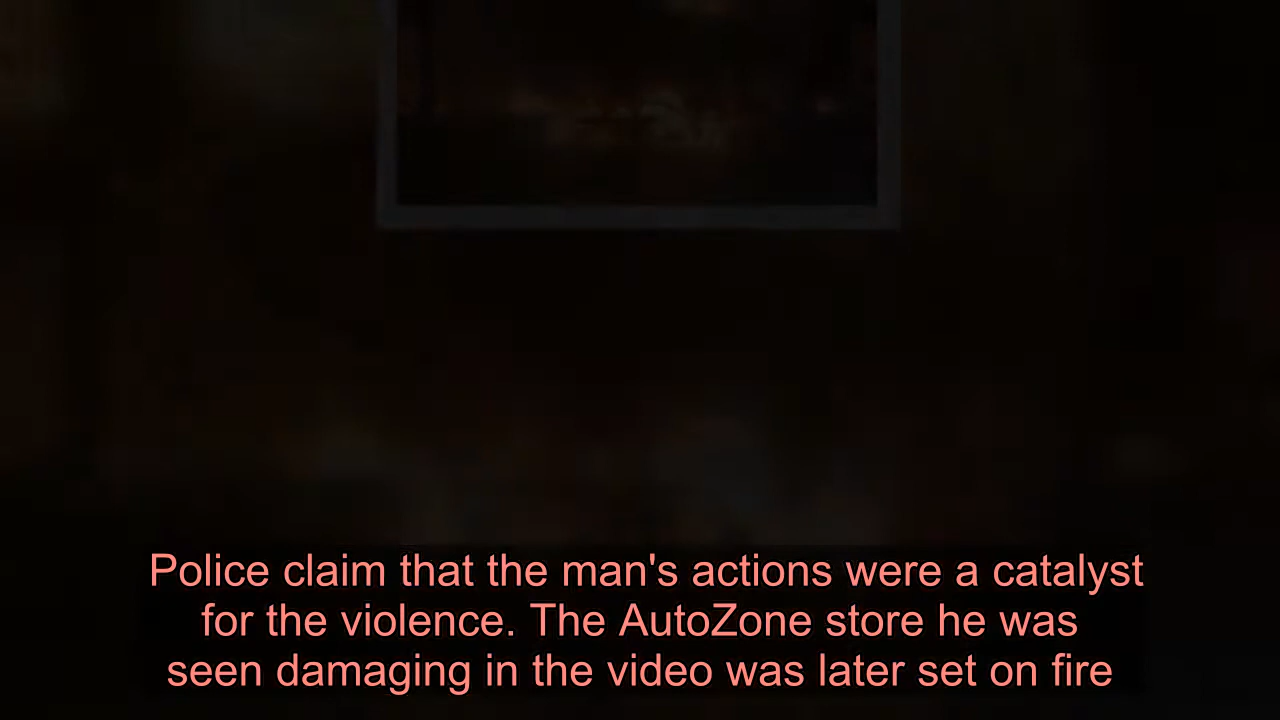 Police claim that the man's actions were a catalyst
for the violence. The AutoZone store he was
seen damaging in the video was later set on fire